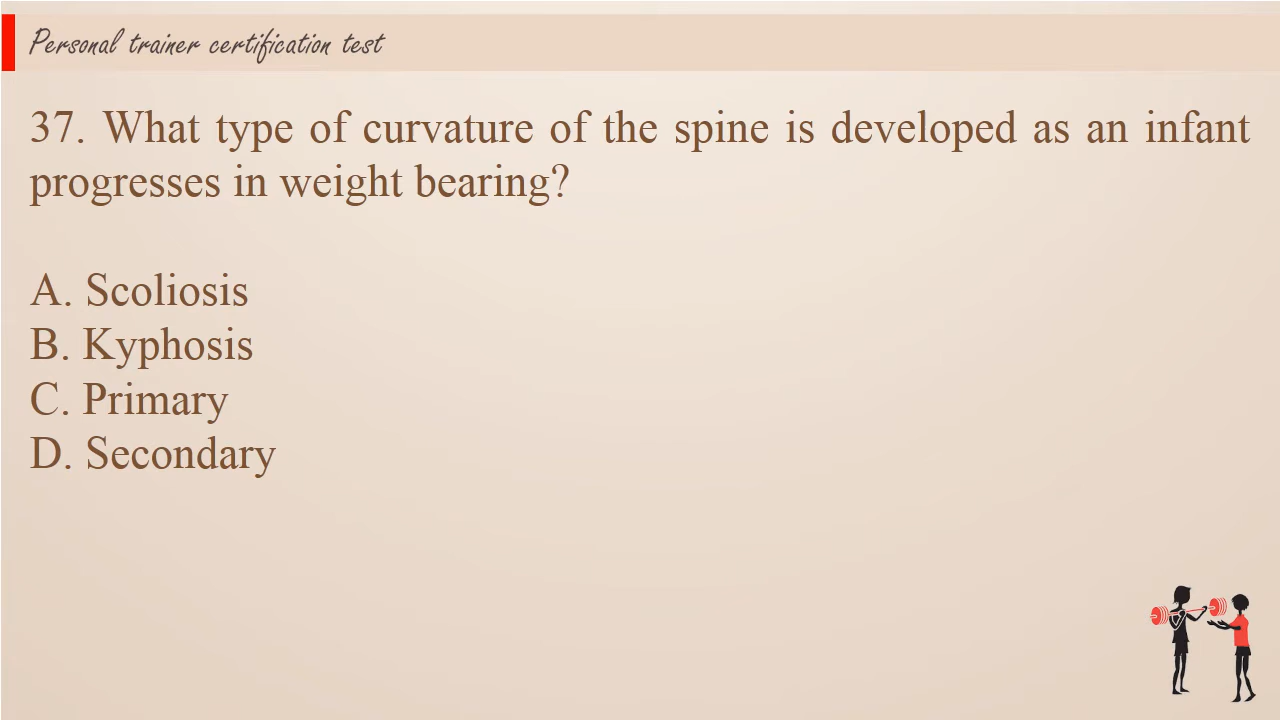 Personal trainer certification test
37. What type of curvature of the spine is developed as an infant
progresses in weight bearing?
A. Scoliosis
B. Kyphosis
C. Primary
D. Secondary